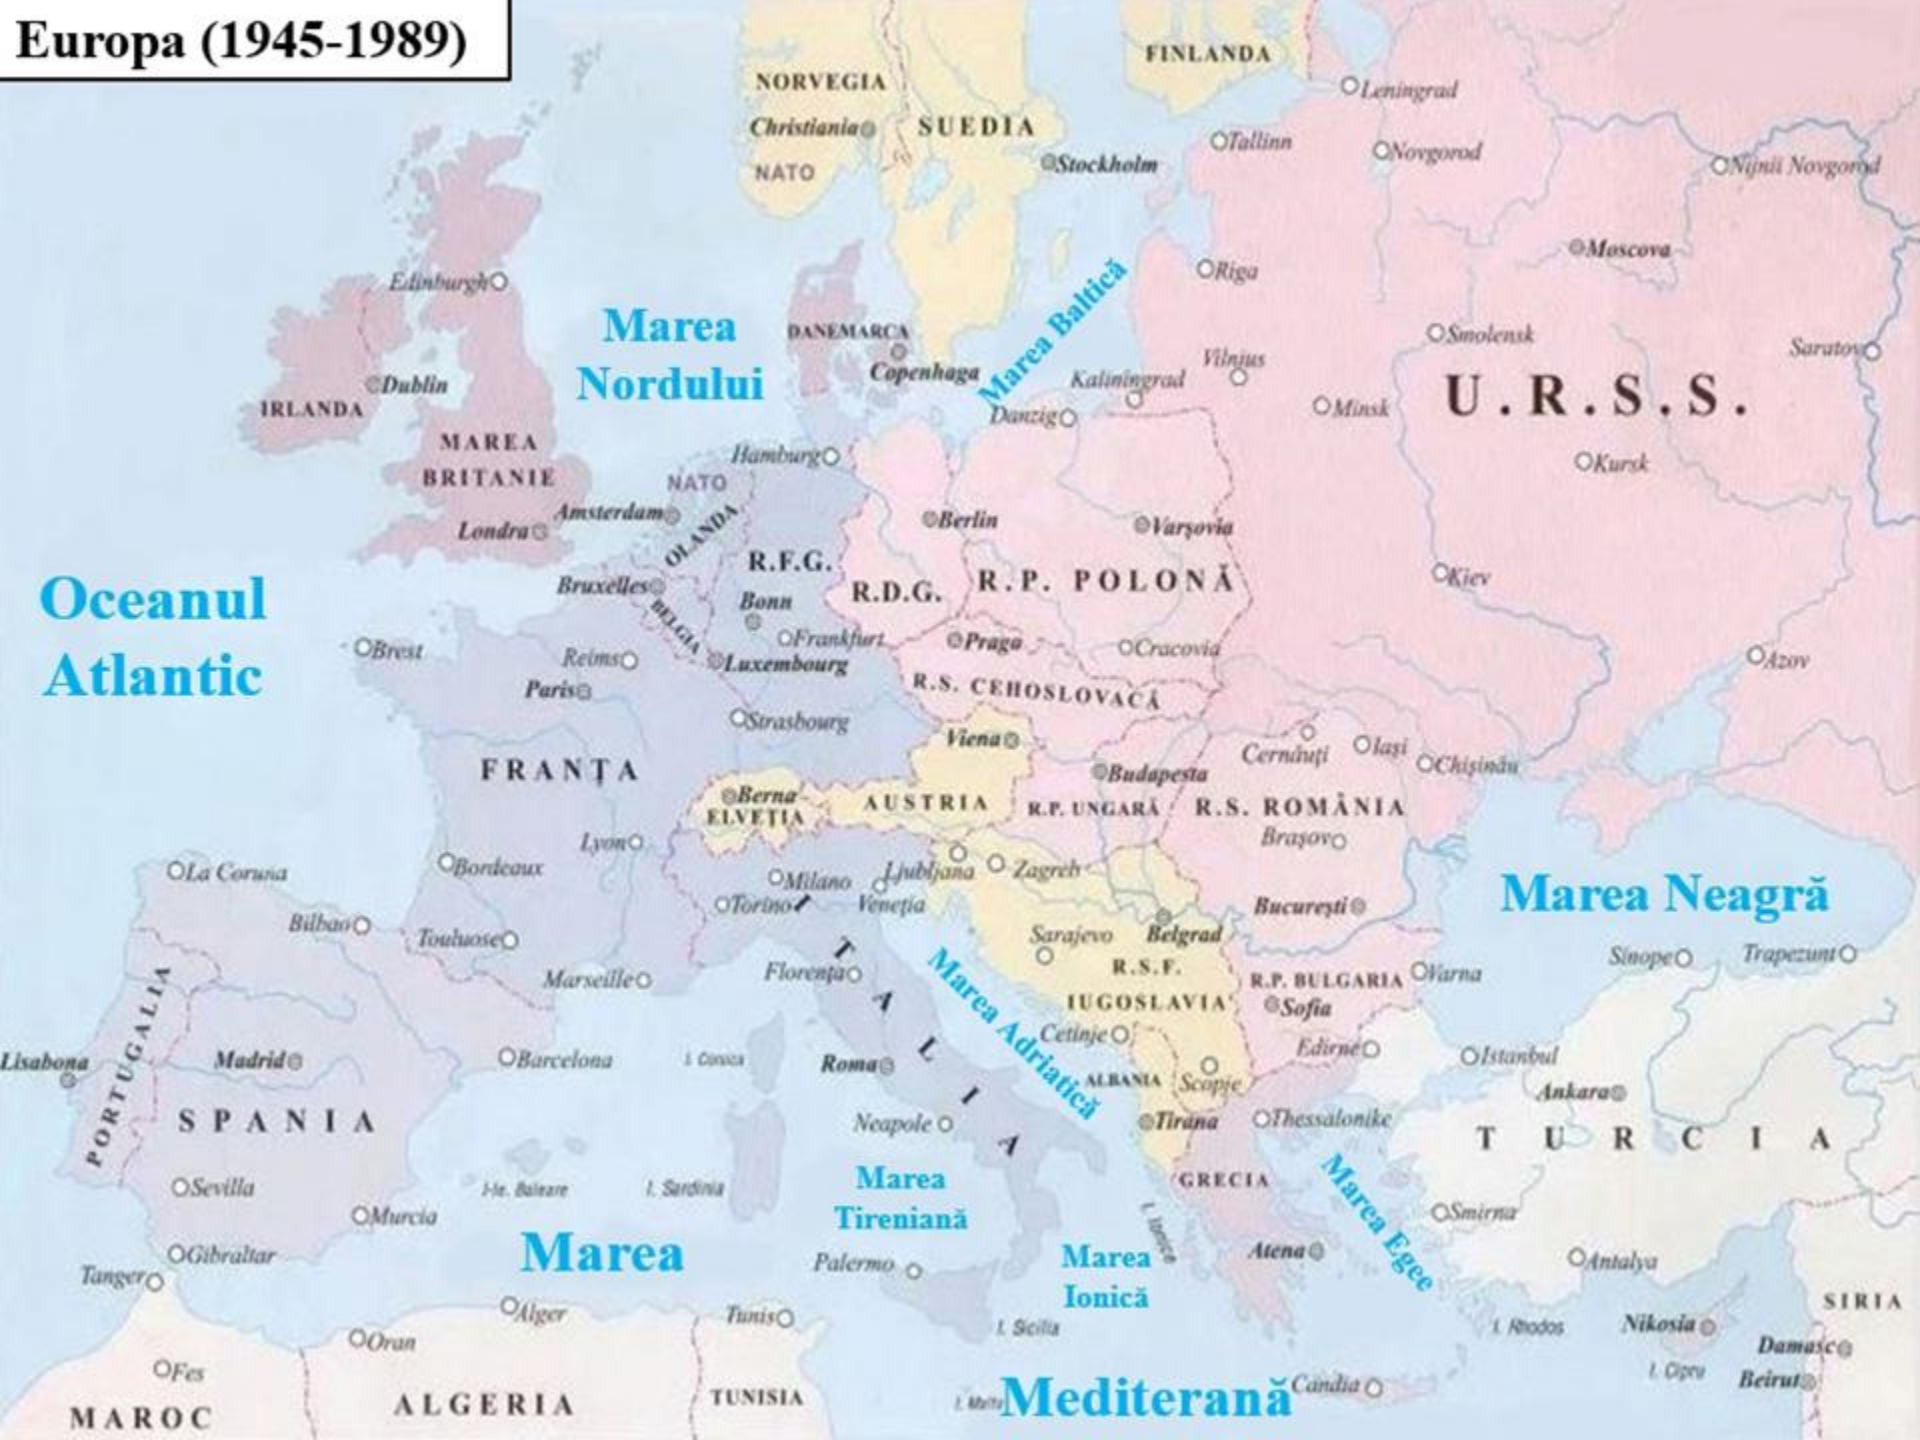 Europa (1945-1989)
NORVEGIA
Christiania
NATO
SUEDIA
Stockholm
FINLANDA
Leningrad
Tallinn
Novgorod
Nijnii Novgorod
Moscova
Riga
Edinburgh
Marea
Nordului
DANEMARCA
Copenhaga
Marea Baltică
Kaliningrad
Vilnius
Danzig
Smolensk
Saratov
Minsk
U.R.S.S.
Kursk
Dublin
IRLANDA
MAREA
BRITANIE
Londra
Hamburg
NATO
Amsterdam
OLANDA
Berlin
Varșovia
R.F.G.
R.D.G.
R.P. POLONĂ
Kiev
Oceanul
Atlantic
Bruxelles
BELGIA
Bonn
Frankfurt
Luxembourg
Praga
Cracovia
Azov
Brest
Reims
Paris
R.S. CEHOSLOVACĂ
Strasbourg
Viena
FRANȚA
Berna
ELVEȚIA
AUSTRIA
Budapesta
R.P. UNGARĂ
Cernăuți
Iași
Chișinău
R.S. ROMÂNIA
Brașov
Lyon
Bordeaux
La Coruna
Milano
Ljubljana
Zagreb
Torino
Veneția
București
Marea Neagră
Bilbao
Touluose
Sarajevo
Belgrad
Sinope
Trapezunt
Marseille
Florența
ITALIA
Marea Adriatică
R.S.F.
IUGOSLAVIA
R.P. BULGARIA
Varna
Sofia
PORTUGALIA
Lisabona
Madrid
Barcelona
I. Corsica
Roma
Cetinje
ALBANIA
Scopje
Edirne
Istanbul
Ankara
SPANIA
Neapole
Tirana
Thessalonike
TURCIA
Sevilla
Murcia
I-le. Baleare
I. Sardinia
Marea
Tireniană
GRECIA
Marea Egee
Smirna
Gibraltar
Marea
Palermo
Marea
Ionică
I. Ionice
Atena
Antalya
Tanger
Alger
Tunis
I. Sicilia
I. Rhodos
Nikosia
SIRIA
Oran
Damasc
Fes
I. Cipru
Beirut
MAROC
ALGERIA
TUNISIA
I. Malta
Mediterană
Candia